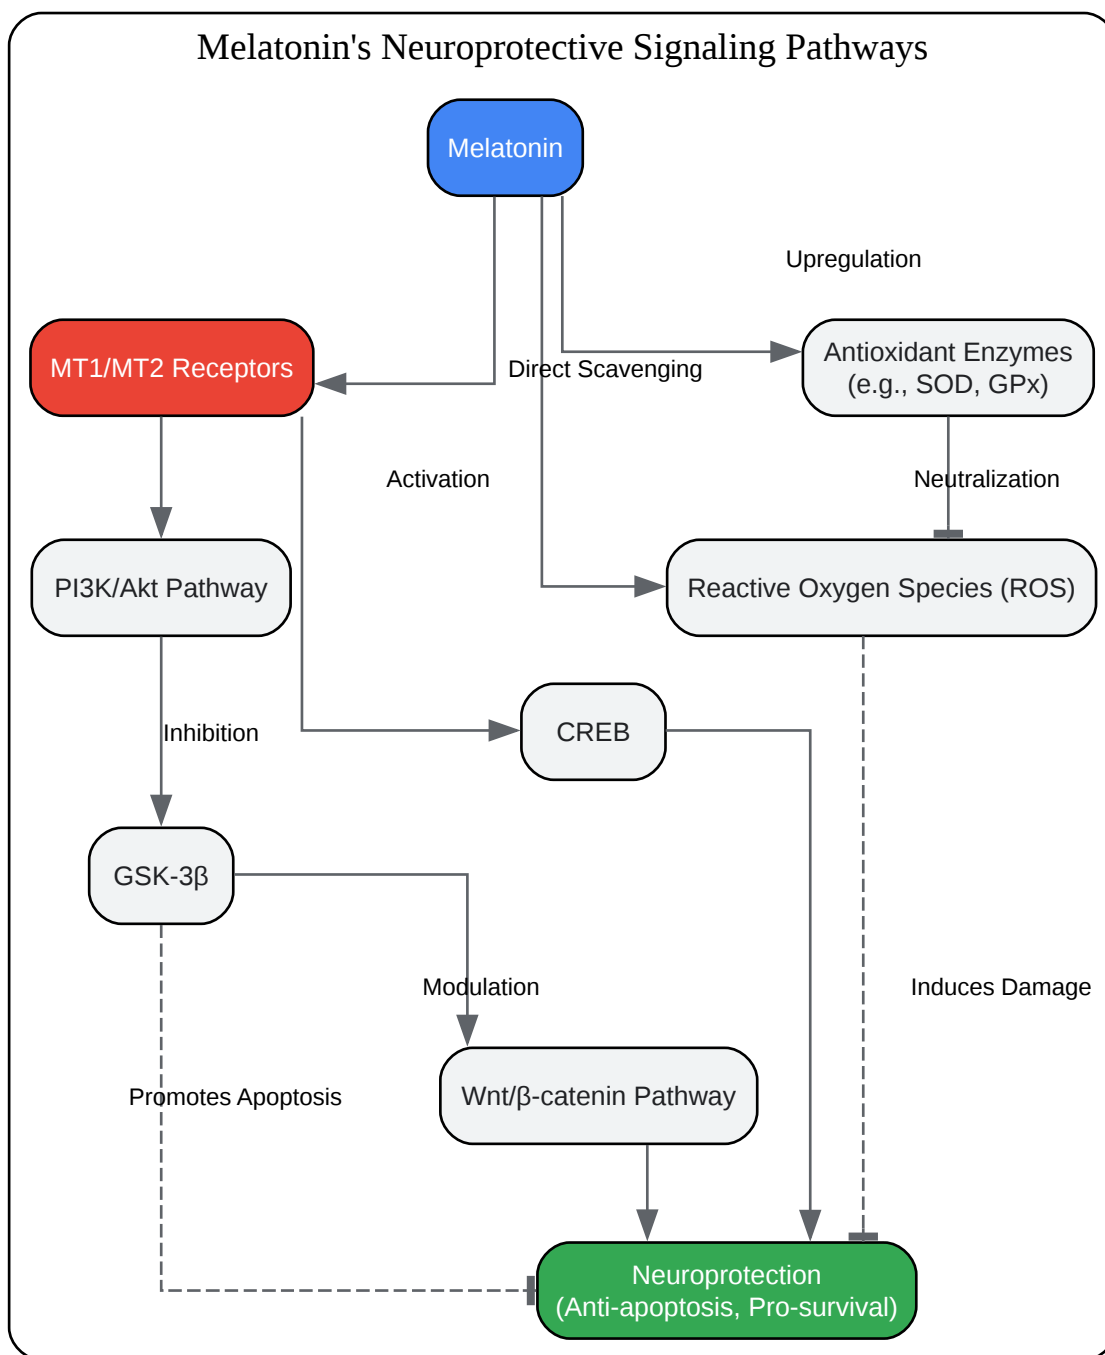 Melatonin's Neuroprotective Signaling Pathways
Melatonin
Upregulation
MT1/MT2 Receptors
Direct Scavenging
Antioxidant Enzymes
(e.g., SOD, GPx)
Activation
Neutralization
PI3K/Akt Pathway
Reactive Oxygen Species (ROS)
Inhibition
CREB
GSK-3β
Modulation
Induces Damage
Promotes Apoptosis
Wnt/β-catenin Pathway
Neuroprotection
(Anti-apoptosis, Pro-survival)